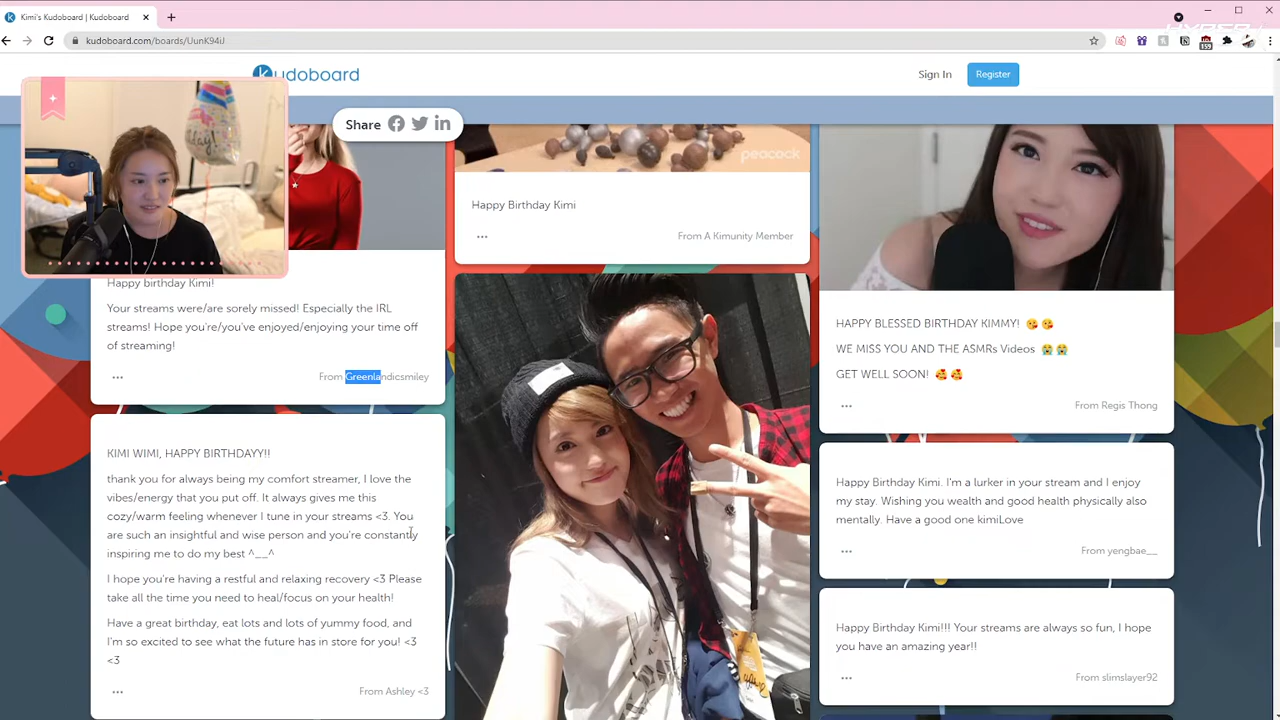 Kimi's Kudoboard | Kudoboard
kudoboard.com/boards/UunK94iJ
159
kudoboard
Sign In
Register
Share
Happy birthday Kimi!
Your streams were/are sorely missed! Especially the IRL
streams! Hope you're/you've enjoyed/enjoying your time off
of streaming!
From Greenlandicsmiley
KIMI WIMI, HAPPY BIRTHDAYY!!
thank you for always being my comfort streamer, I love the
vibes/energy that you put off. It always gives me this
cozy/warm feeling whenever I tune in your streams <3. You
are such an insightful and wise person and you're constantly
inspiring me to do my best ^__^
I hope you're having a restful and relaxing recovery <3 Please
take all the time you need to heal/focus on your health!
Have a great birthday, eat lots and lots of yummy food, and
I'm so excited to see what the future has in store for you! <3
<3
From Ashley <3
peacock
Happy Birthday Kimi
From A Kimunity Member
HAPPY BLESSED BIRTHDAY KIMMY! 😘 😘
WE MISS YOU AND THE ASMRs Videos 😭😭
GET WELL SOON! 🥰🥰
From Regis Thong
Happy Birthday Kimi. I'm a lurker in your stream and I enjoy
my stay. Wishing you wealth and good health physically also
mentally. Have a good one kimiLove
From yengbae__
Happy Birthday Kimi!!! Your streams are always so fun, I hope
you have an amazing year!!
From slimslayer92